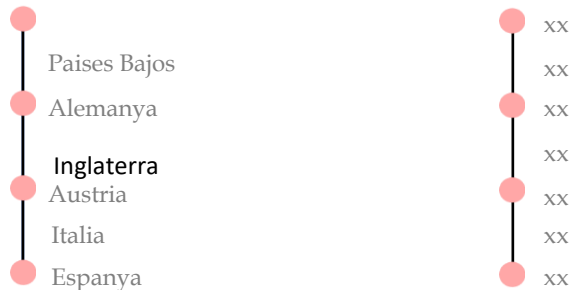 xx
Paises Bajos
xx
Alemanya
xx
Inglaterra
xx
Austria
xx
Italia
xx
Espanya
xx